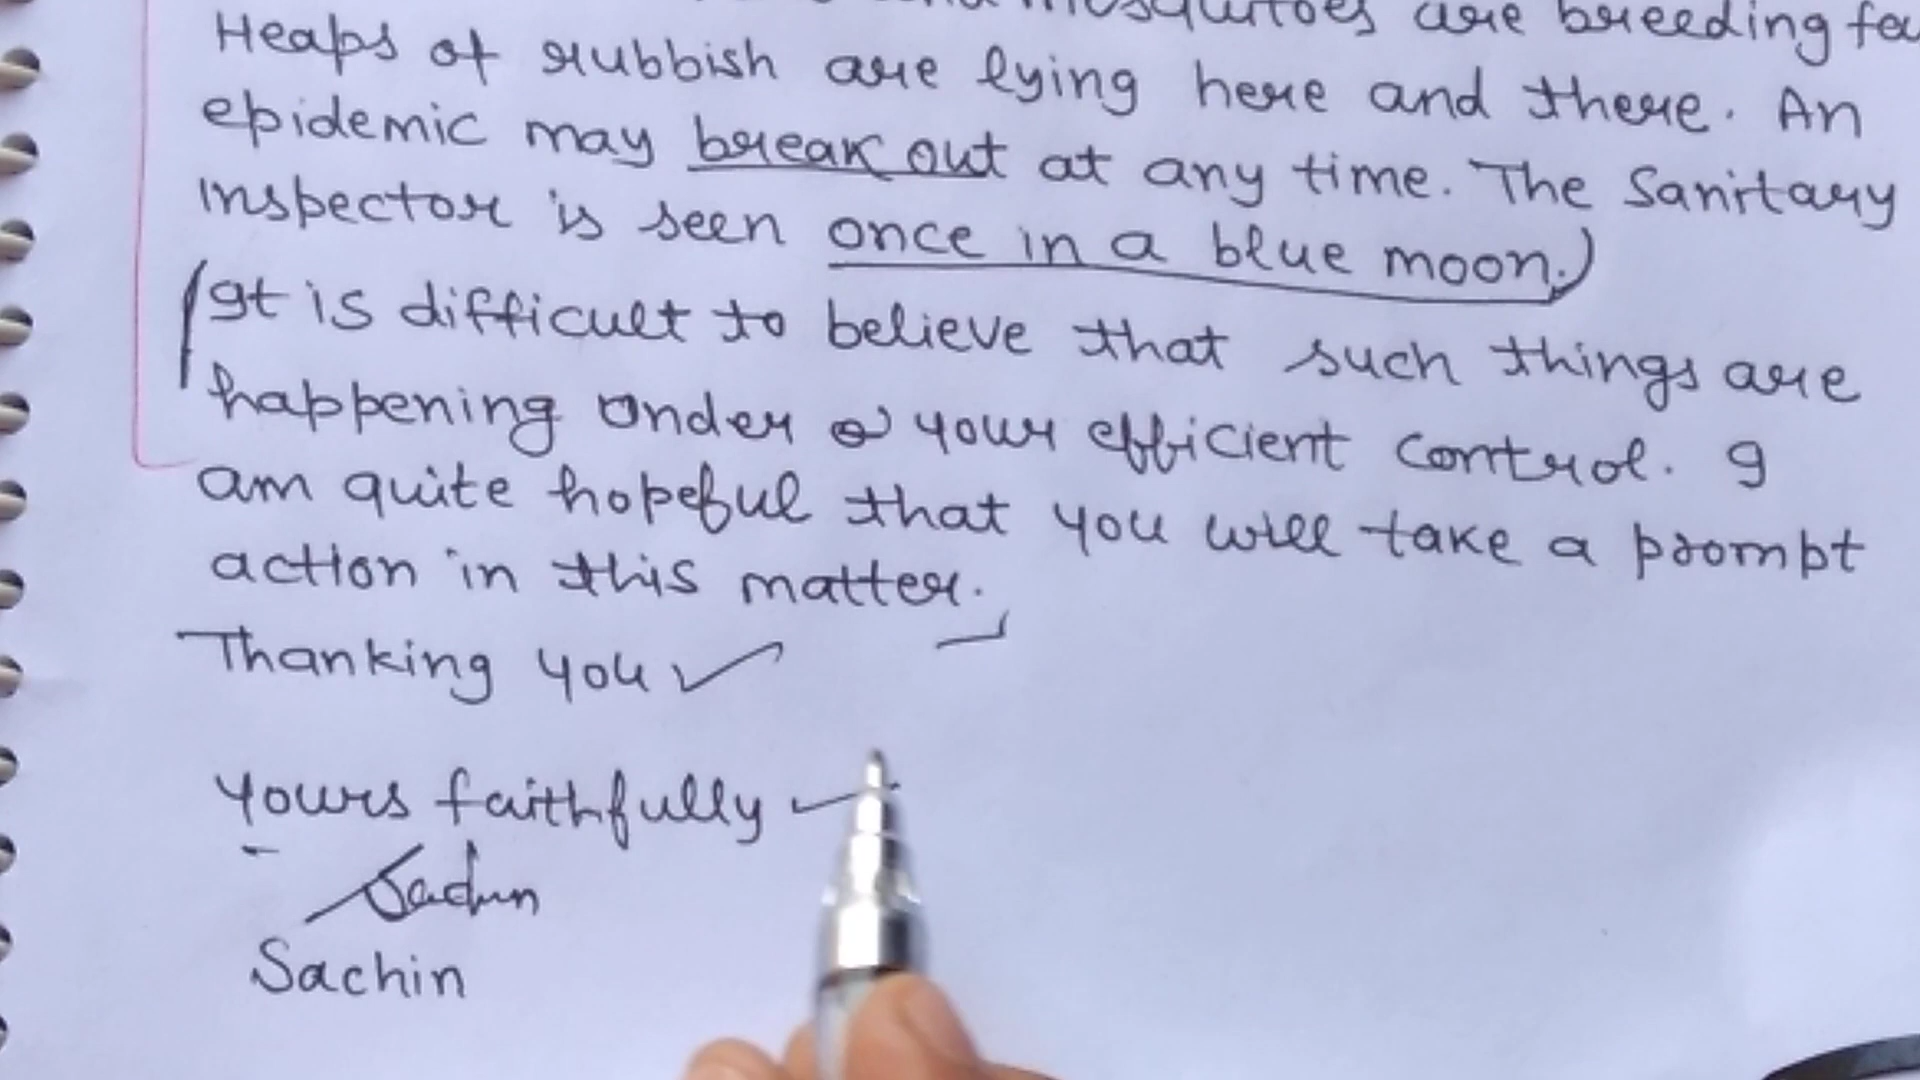 mosquitoes are breeding
Heaps of rubbish are lying here and there. An
epidemic may break out at any time. The Sanitary
inspector is seen once in a blue moon.)
It is difficult to believe that such things are
happening under your efficient control. I
am quite hopeful that you will take a prompt
action in this matter.
Thanking you
Yours faithfully
Sachin
Sachin